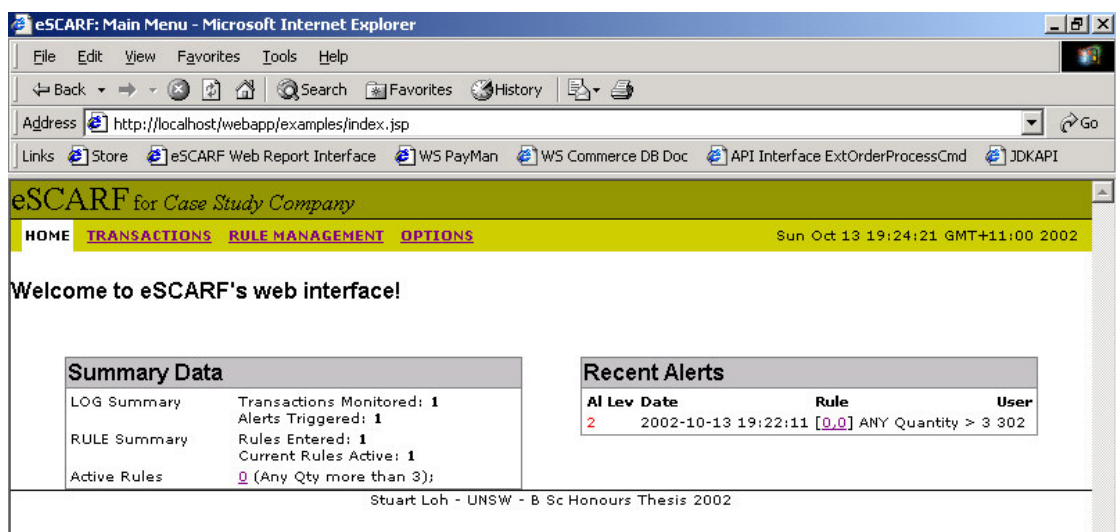 eSCARF: Main Menu - Microsoft Internet Explorer
File Edit View Favorites Tools Help
Back Search Favorites History
Address http://localhost/webapp/examples/index.jsp Go
Links Store eSCARF Web Report Interface WS PayMan WS Commerce DB Doc API Interface ExtOrderProcessCmd JDKAPI
eSCARF for Case Study Company
HOME TRANSACTIONS RULE MANAGEMENT OPTIONS Sun Oct 13 19:24:21 GMT+11:00 2002
Welcome to eSCARF's web interface!
Summary Data
LOG Summary Transactions Monitored: 1
Alerts Triggered: 1
RULE Summary Rules Entered: 1
Current Rules Active: 1
Active Rules 0 (Any Qty more than 3);
Recent Alerts
Al Lev Date Rule User
2 2002-10-13 19:22:11 [0,0] ANY Quantity > 3 302
Stuart Loh - UNSW - B Sc Honours Thesis 2002